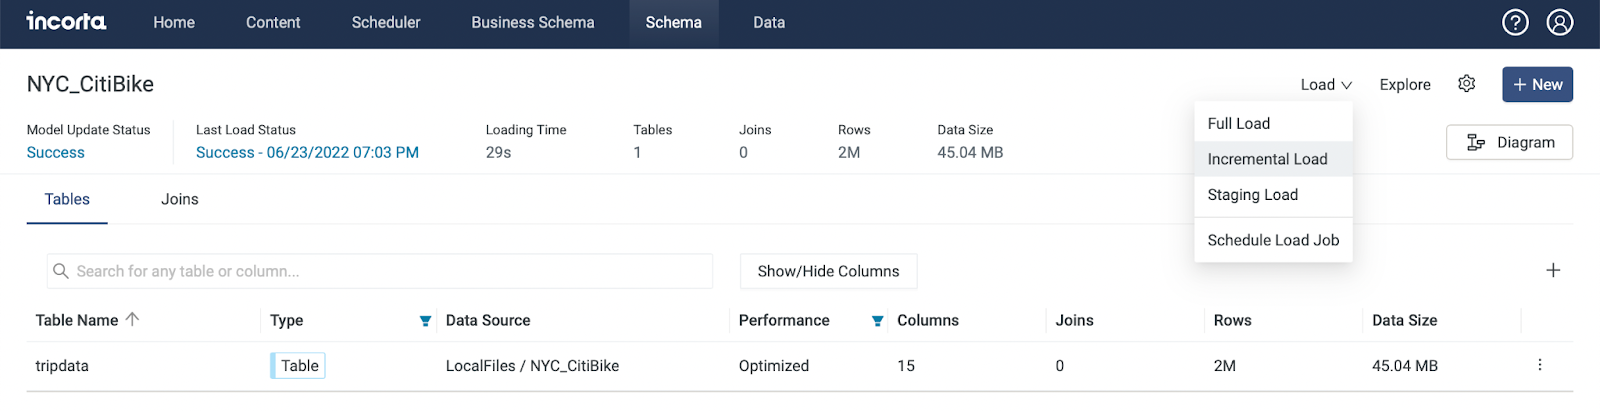 incorta Home Content Scheduler Business Schema Schema Data ?
NYC_CitiBike Load Explore + New
Full Load
Incremental Load
Staging Load
Schedule Load Job
Model Update Status Last Load Status Loading Time Tables Joins Rows Data Size
Success Success - 06/23/2022 07:03 PM 29s 1 0 2M 45.04 MB
Diagram
Tables Joins
Search for any table or column... Show/Hide Columns +
Table Name Type Data Source Performance Columns Joins Rows Data Size
tripdata Table LocalFiles / NYC_CitiBike Optimized 15 0 2M 45.04 MB